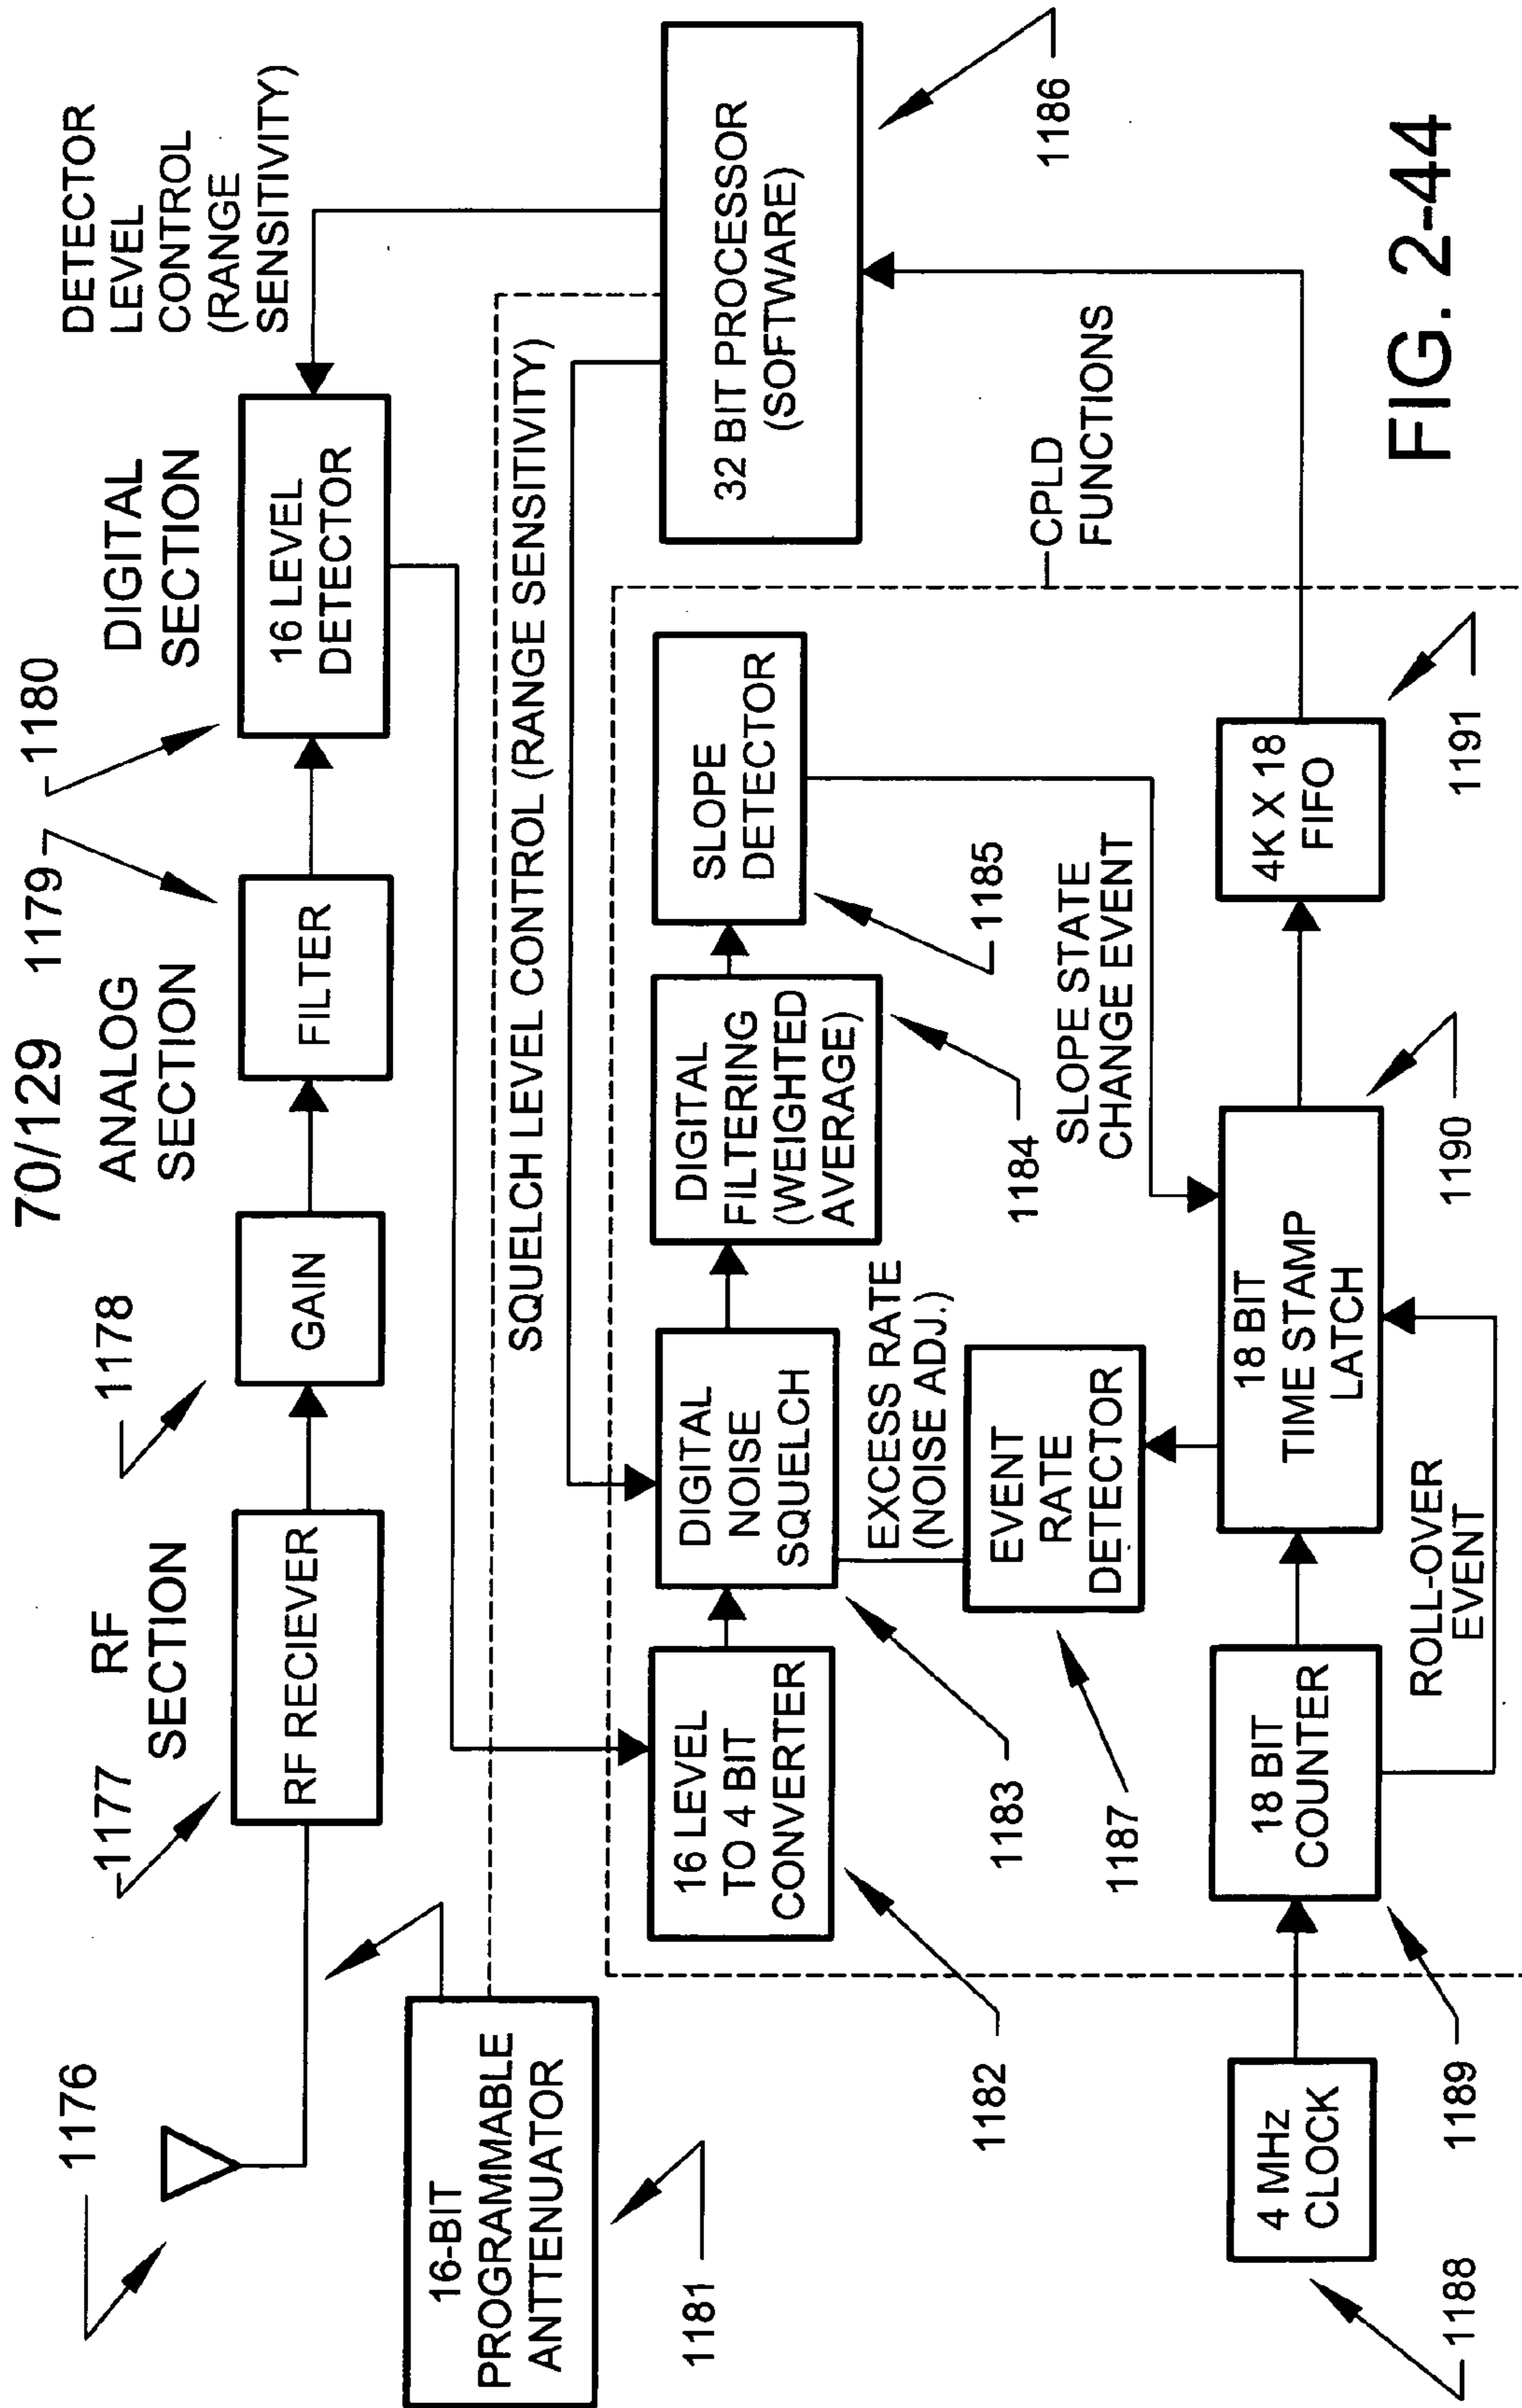 70/129
1176
1177
RF
SECTION
1178
ANALOG
SECTION
1179
1180
DIGITAL
SECTION
DETECTOR
LEVEL
CONTROL
(RANGE
SENSITIVITY)
RF RECIEVER
GAIN
FILTER
16 LEVEL
DETECTOR
16-BIT
PROGRAMMABLE
ANTTENUATOR
1181
SQUELCH LEVEL CONTROL (RANGE SENSITIVITY)
32 BIT PROCESSOR
(SOFTWARE)
1186
16 LEVEL
TO 4 BIT
CONVERTER
1182
DIGITAL
NOISE
SQUELCH
1183
DIGITAL
FILTERING
(WEIGHTED
AVERAGE)
1184
SLOPE
DETECTOR
1185
EXCESS RATE
(NOISE ADJ.)
EVENT
RATE
DETECTOR
1187
SLOPE STATE
CHANGE EVENT
CPLD
FUNCTIONS
4 MHz
CLOCK
1188
18 BIT
COUNTER
1189
ROLL-OVER
EVENT
18 BIT
TIME STAMP
LATCH
1190
4K X 18
FIFO
1191
FIG. 2-44